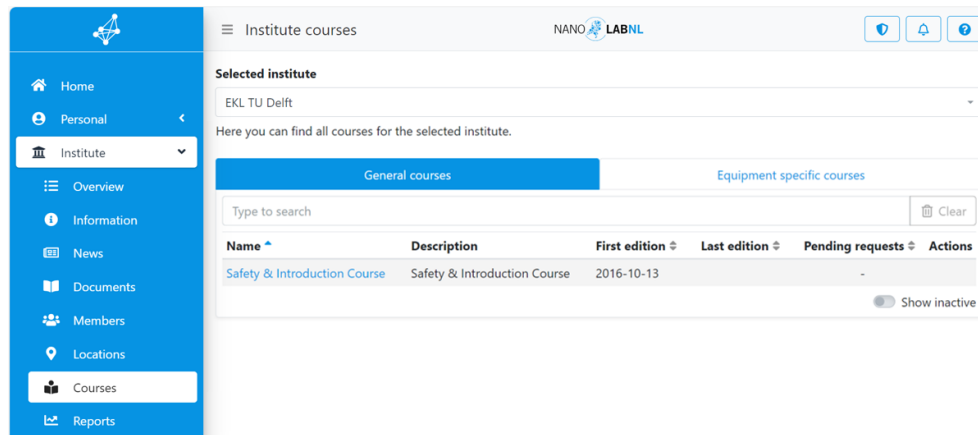 Institute courses
NANO LABNL
Home
Personal
Institute
Overview
Information
News
Documents
Members
Locations
Courses
Reports
Selected institute
EKL TU Delft
Here you can find all courses for the selected institute.
General courses
Equipment specific courses
Type to search
Clear
Name Description First edition Last edition Pending requests Actions
Safety & Introduction Course Safety & Introduction Course 2016-10-13 -
Show inactive